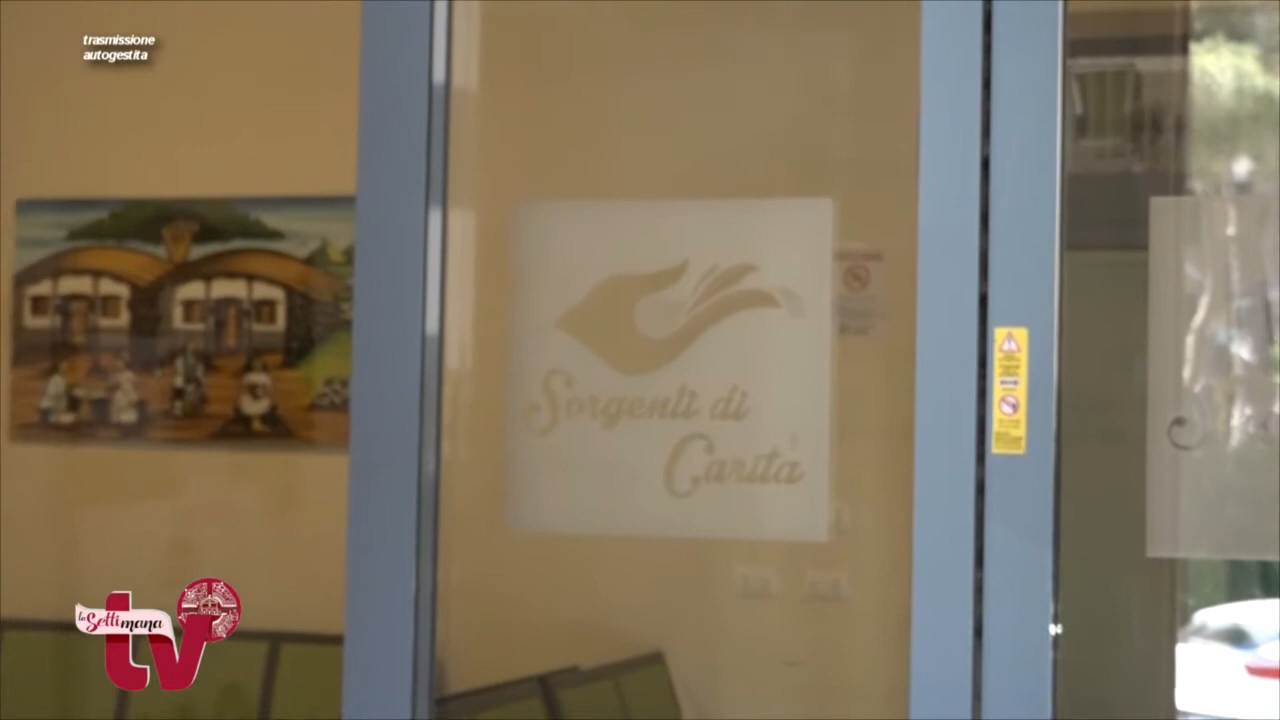 trasmissione
autogestita
Sorgenti di
Carità
la Settimana
tv